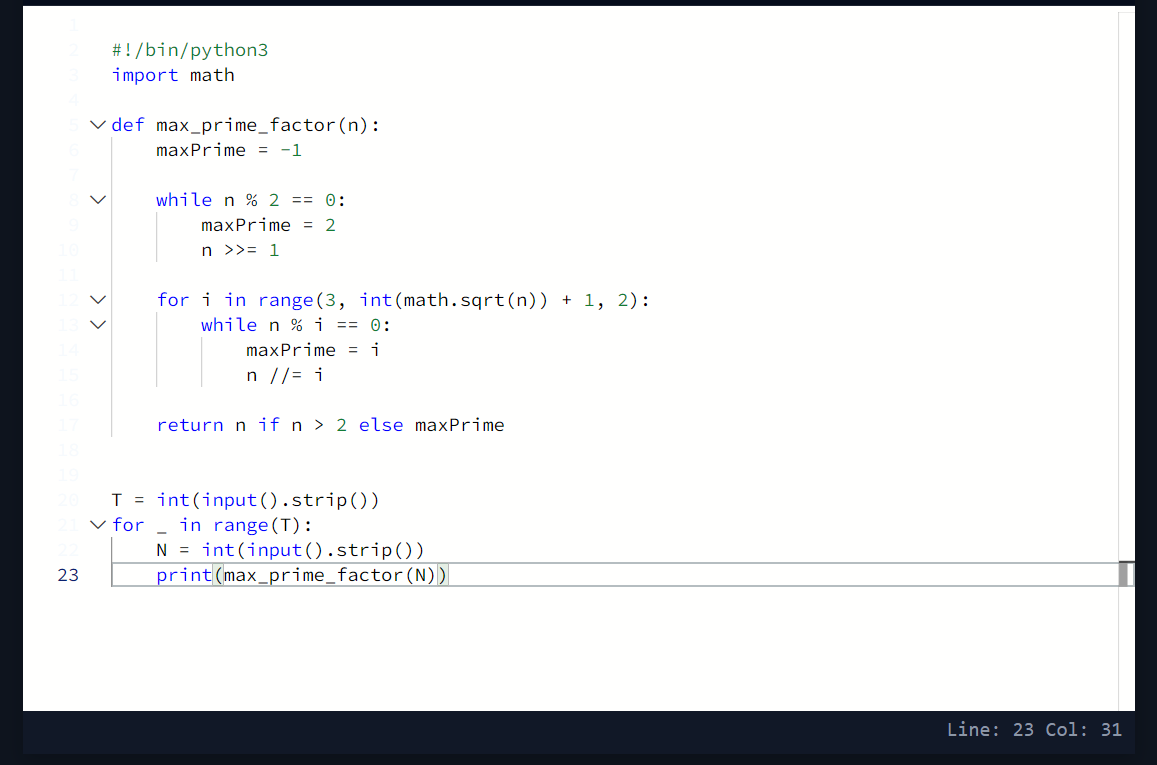 1
2 #!/bin/python3
3 import math
4
5 def max_prime_factor(n):
6     maxPrime = -1
7
8     while n % 2 == 0:
9         maxPrime = 2
10         n >>= 1
11
12     for i in range(3, int(math.sqrt(n)) + 1, 2):
13         while n % i == 0:
14             maxPrime = i
15             n //= i
16
17     return n if n > 2 else maxPrime
18
19
20 T = int(input().strip())
21 for _ in range(T):
22     N = int(input().strip())
23     print(max_prime_factor(N))
Line: 23 Col: 31